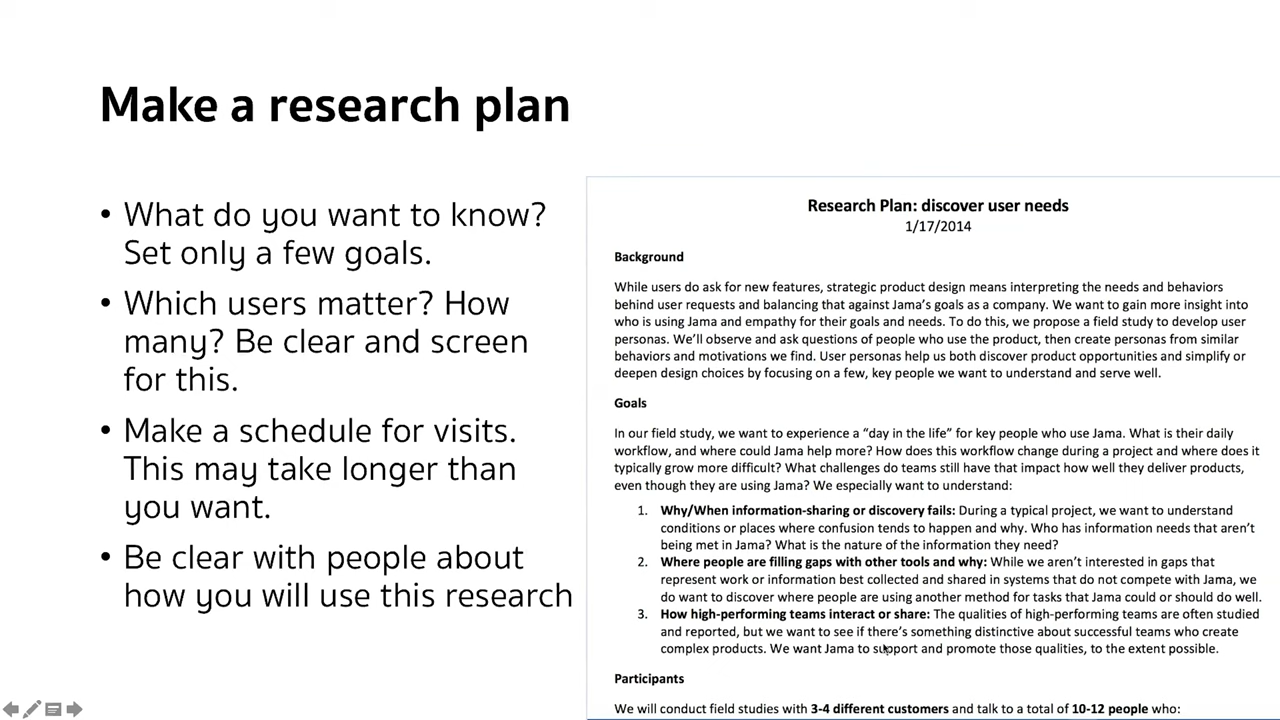 Make a research plan
• What do you want to know?
Set only a few goals.
• Which users matter? How
many? Be clear and screen
for this.
• Make a schedule for visits.
This may take longer than
you want.
• Be clear with people about
how you will use this research
Research Plan: discover user needs
1/17/2014
Background
While users do ask for new features, strategic product design means interpreting the needs and behaviors
behind user requests and balancing that against Jama's goals as a company. We want to gain more insight into
who is using Jama and empathy for their goals and needs. To do this, we propose a field study to develop user
personas. We'll observe and ask questions of people who use the product, then create personas from similar
behaviors and motivations we find. User personas help us both discover product opportunities and simplify or
deepen design choices by focusing on a few, key people we want to understand and serve well.
Goals
In our field study, we want to experience a “day in the life” for key people who use Jama. What is their daily
workflow, and where could Jama help more? How does this workflow change during a project and where does it
typically grow more difficult? What challenges do teams still have that impact how well they deliver products,
even though they are using Jama? We especially want to understand:
1. Why/When information-sharing or discovery fails: During a typical project, we want to understand
conditions or places where confusion tends to happen and why. Who has information needs that aren't
being met in Jama? What is the nature of the information they need?
2. Where people are filling gaps with other tools and why: While we aren't interested in gaps that
represent work or information best collected and shared in systems that do not compete with Jama, we
do want to discover where people are using another method for tasks that Jama could or should do well.
3. How high-performing teams interact or share: The qualities of high-performing teams are often studied
and reported, but we want to see if there's something distinctive about successful teams who create
complex products. We want Jama to support and promote those qualities, to the extent possible.
Participants
We will conduct field studies with 3-4 different customers and talk to a total of 10-12 people who: